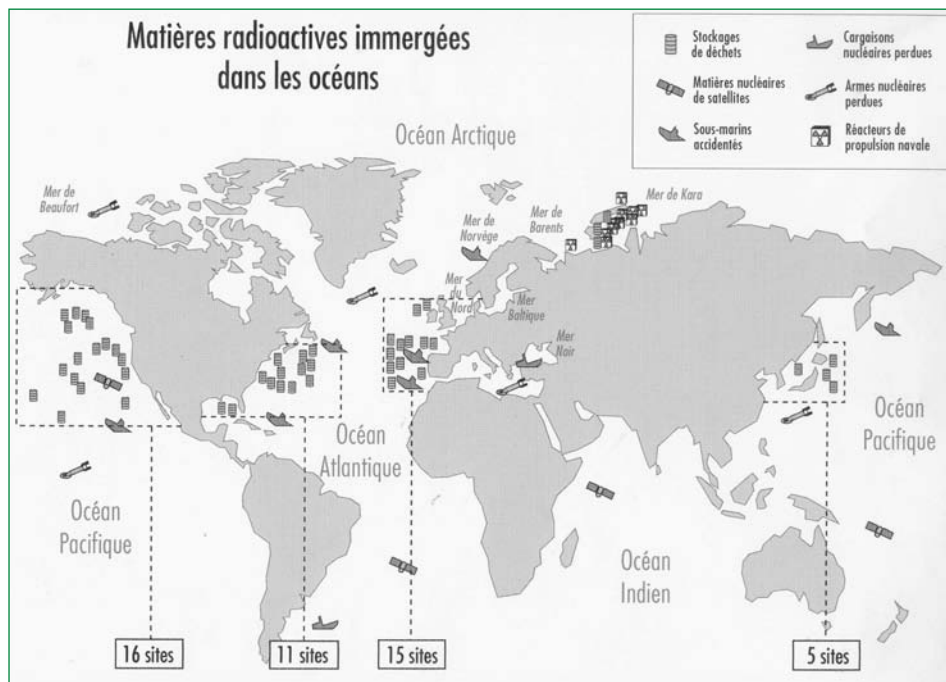 Matières radioactives immergées
dans les océans
Stockages
de déchets
Cargaisons
nucléaires perdues
Matières nucléaires
de satellites
Armes nucléaires
perdues
Sous-marins
accidentés
Réacteurs de
propulsion navale
Océan Arctique
Mer de
Beaufort
Mer de
Norvège
Mer de
Barents
Mer de Kara
Mer
du
Nord
Mer
Baltique
Mer
Noir
Océan
Atlantique
Océan
Pacifique
Océan
Pacifique
Océan
Indien
16 sites
11 sites
15 sites
5 sites